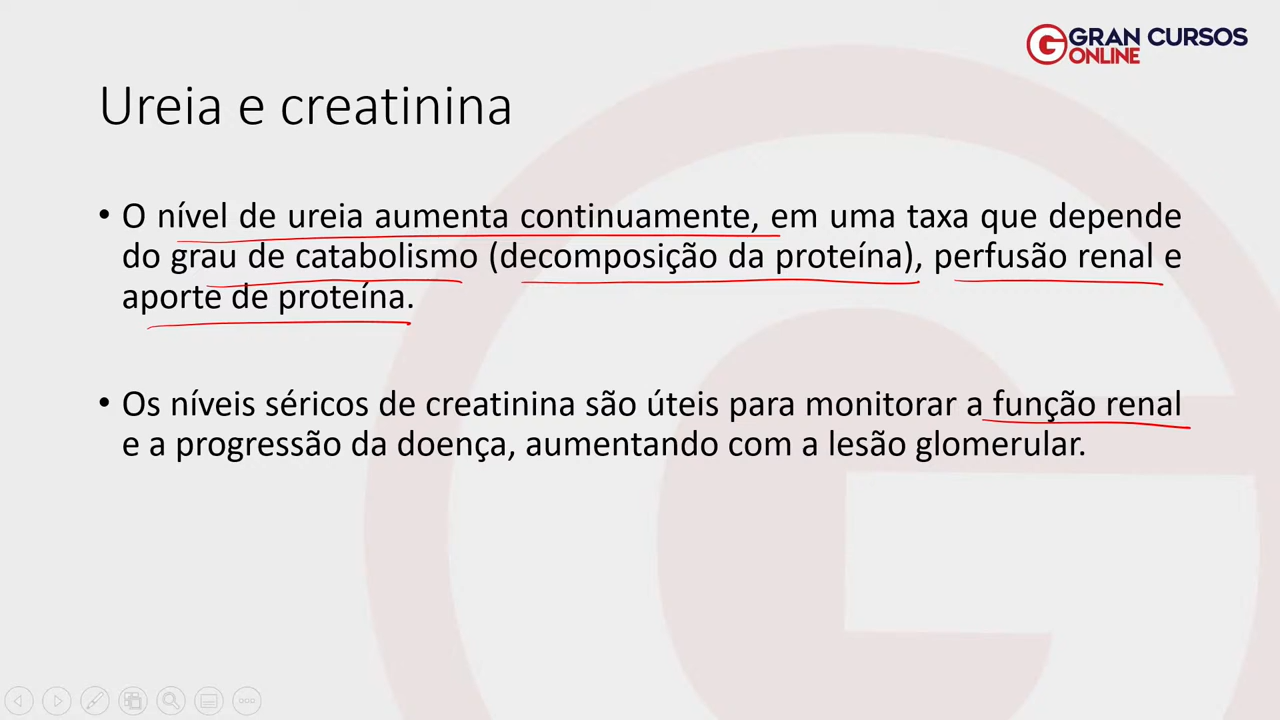 GRAN CURSOS
ONLINE
Ureia e creatinina
• O nível de ureia aumenta continuamente, em uma taxa que depende
do grau de catabolismo (decomposição da proteína), perfusão renal e
aporte de proteína.
• Os níveis séricos de creatinina são úteis para monitorar a função renal
e a progressão da doença, aumentando com a lesão glomerular.